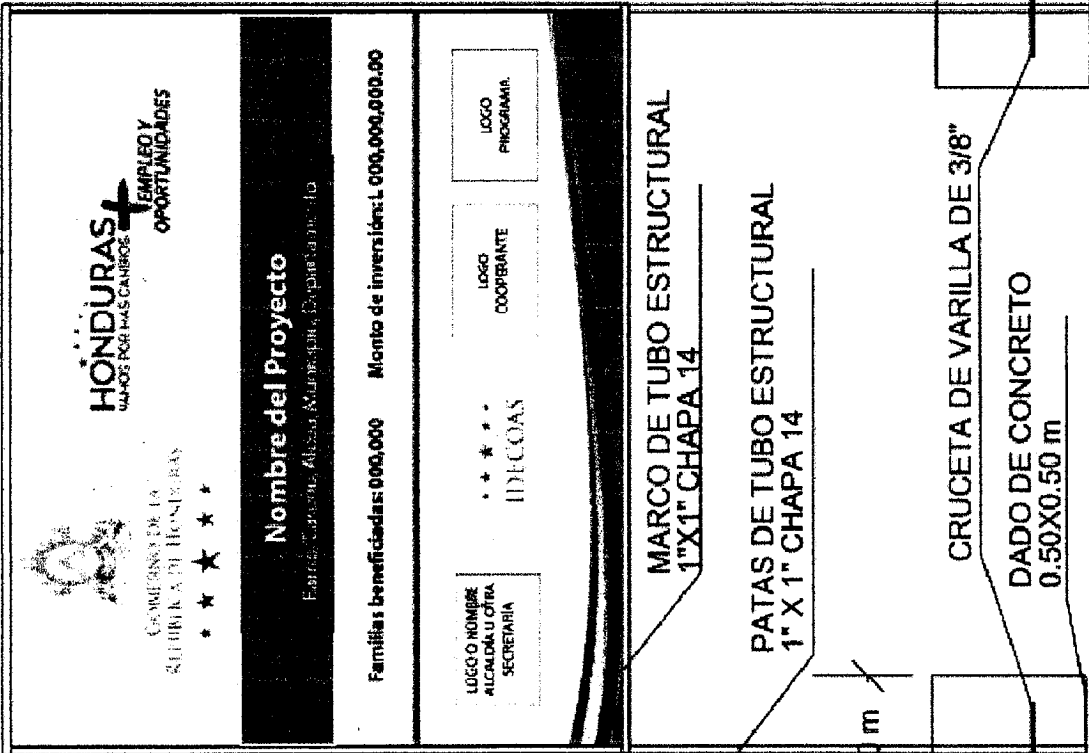 GOBIERNO DE LA
REPÚBLICA DE HONDURAS
HONDURAS
VAMOS POR MÁS CAMBIOS
EMPLEO Y
OPORTUNIDADES
Nombre del Proyecto
Municipio, Departamento
Familias beneficiadas: 000,000
Monto de inversión: L 000,000,000.00
LOGO O NOMBRE
ALCALDÍA U OTRA
SECRETARÍA
IDECOAS
LOGO
COOPERANTE
LOGO
PROGRAMA
MARCO DE TUBO ESTRUCTURAL
1"X1" CHAPA 14
PATAS DE TUBO ESTRUCTURAL
1" X 1" CHAPA 14
m
CRUCETA DE VARILLA DE 3/8"
DADO DE CONCRETO
0.50X0.50 m